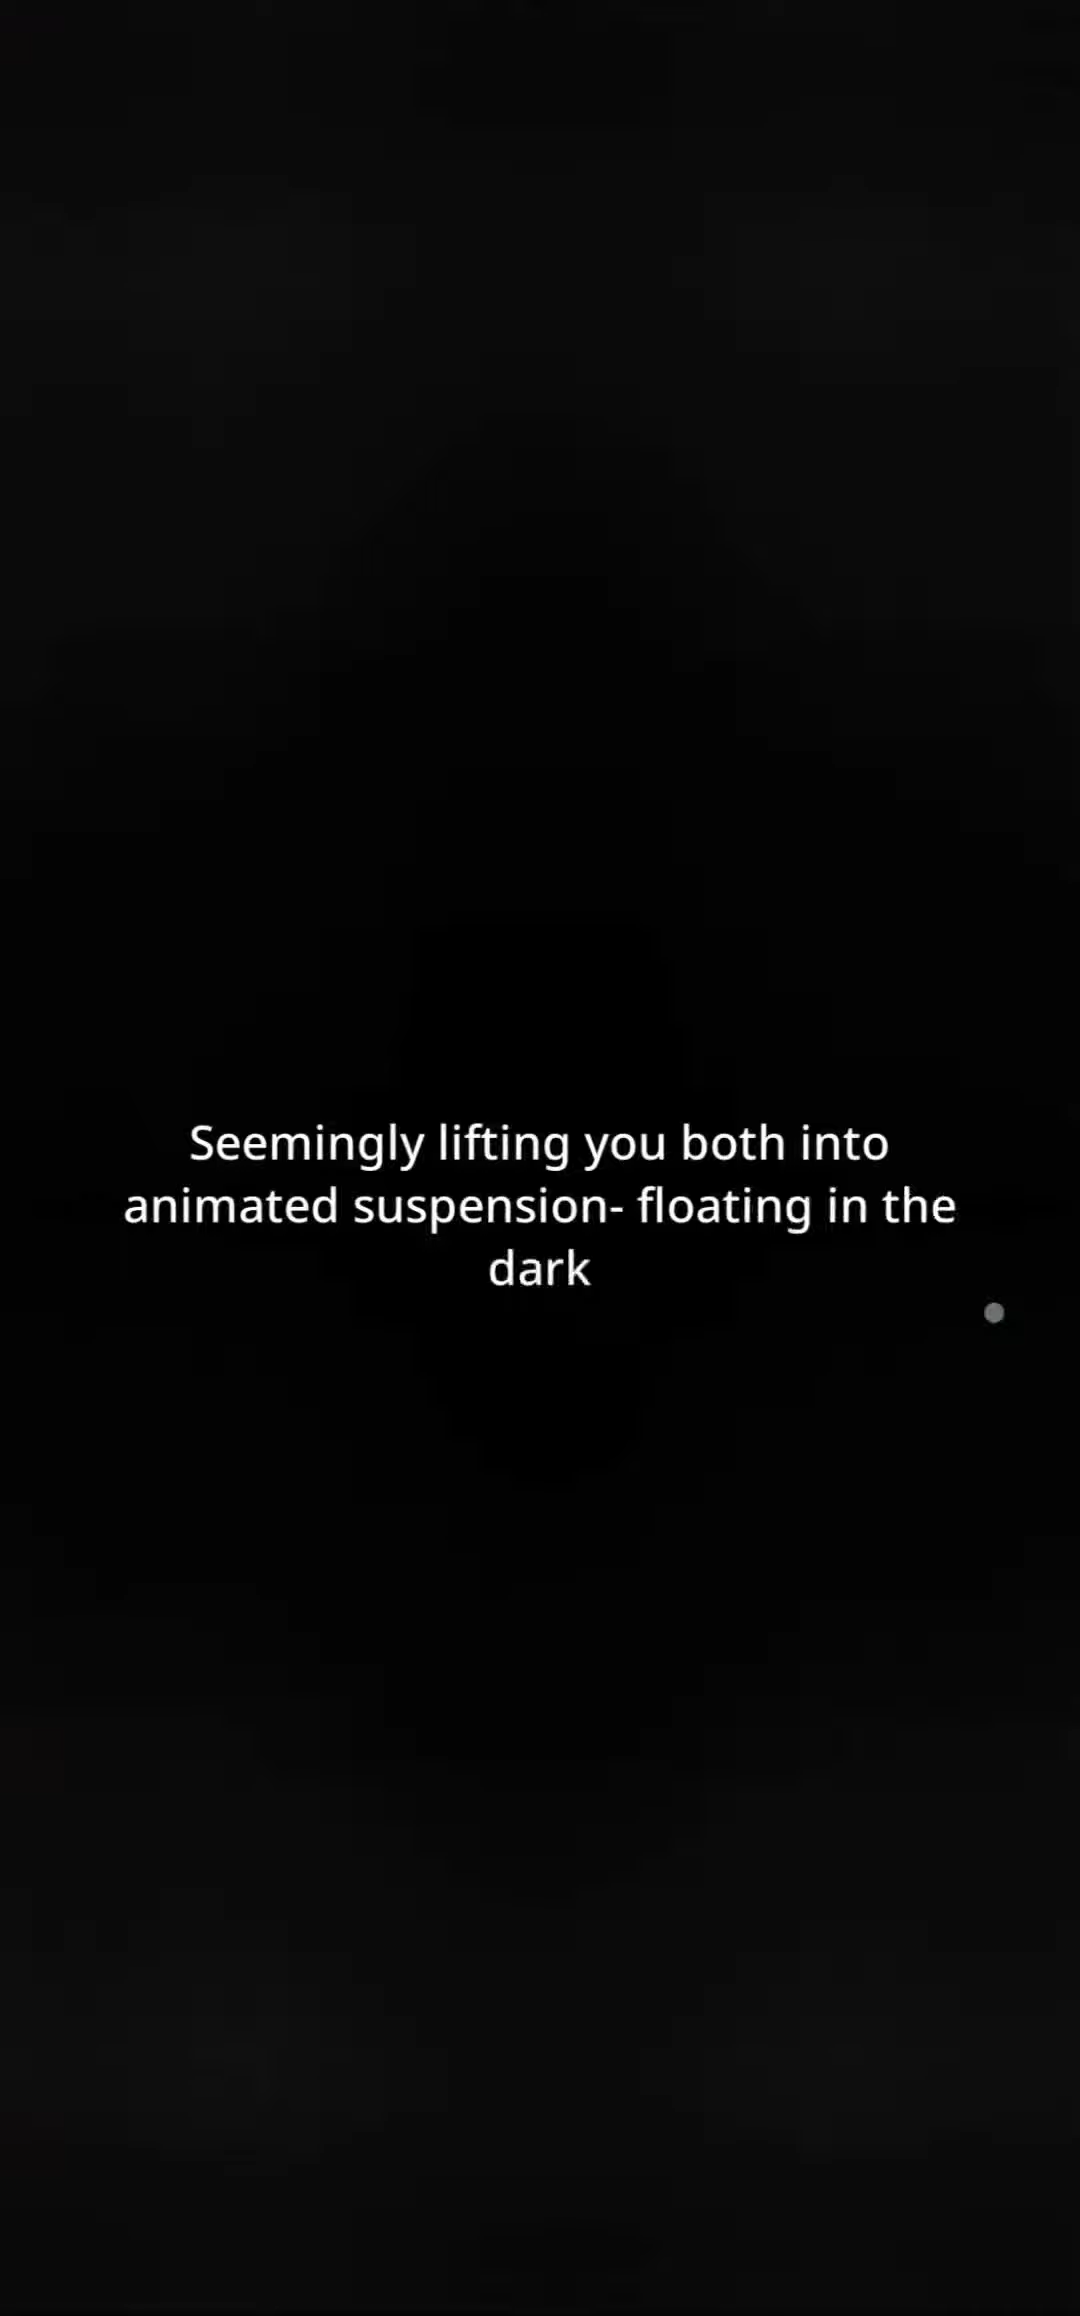 Seemingly lifting you both into
animated suspension- floating in the
dark